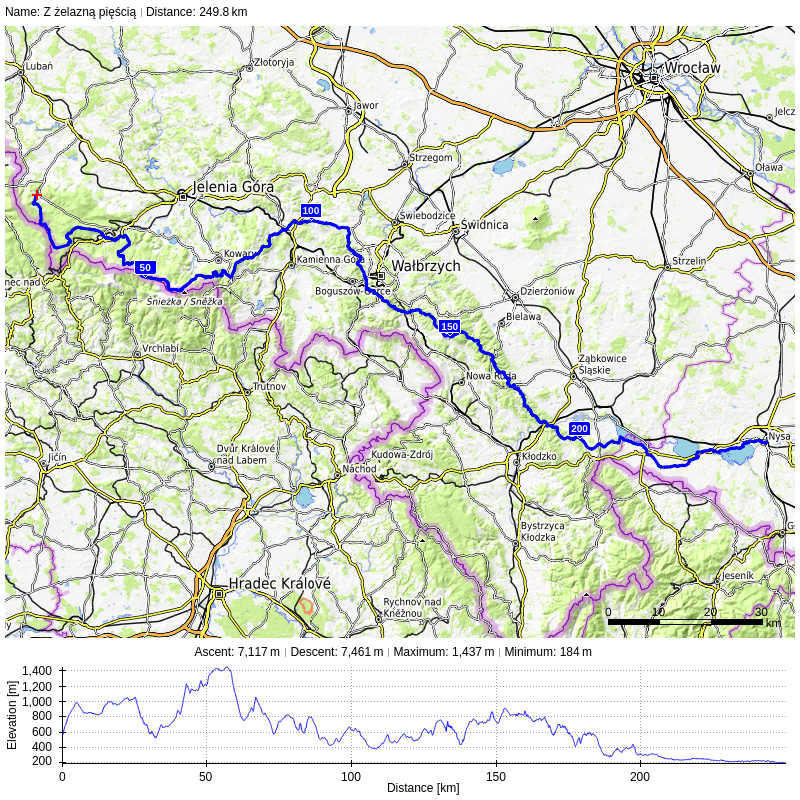 Name: Z żelazną pięścią | Distance: 249.8 km
Lubań
Złotoryja
Wrocław
Jawor
Jelcz
Strzegom
Oława
Jelenia Góra
100
Świebodzice
Świdnica
Kowary
Kamienna Góra
50
Wałbrzych
Strzelin
nec nad
Boguszów-Gorce
Dzierżoniów
Śnieżka / Sněžka
Bielawa
150
Vrchlabí
Ząbkowice
Śląskie
Nowa Ruda
Trutnov
200
Nysa
Dvůr Králové
nad Labem
Kudowa-Zdrój
Kłodzko
Jičín
Náchod
Bystrzyca
Kłodzka
G
Jeseník
Hradec Králové
Rychnov nad
Kněžnou
0 10 20 30
km
y
Ascent: 7,117 m | Descent: 7,461 m | Maximum: 1,437 m | Minimum: 184 m
Elevation [m]
1,400
1,200
1,000
800
600
400
200
0 50 100 150 200
Distance [km]